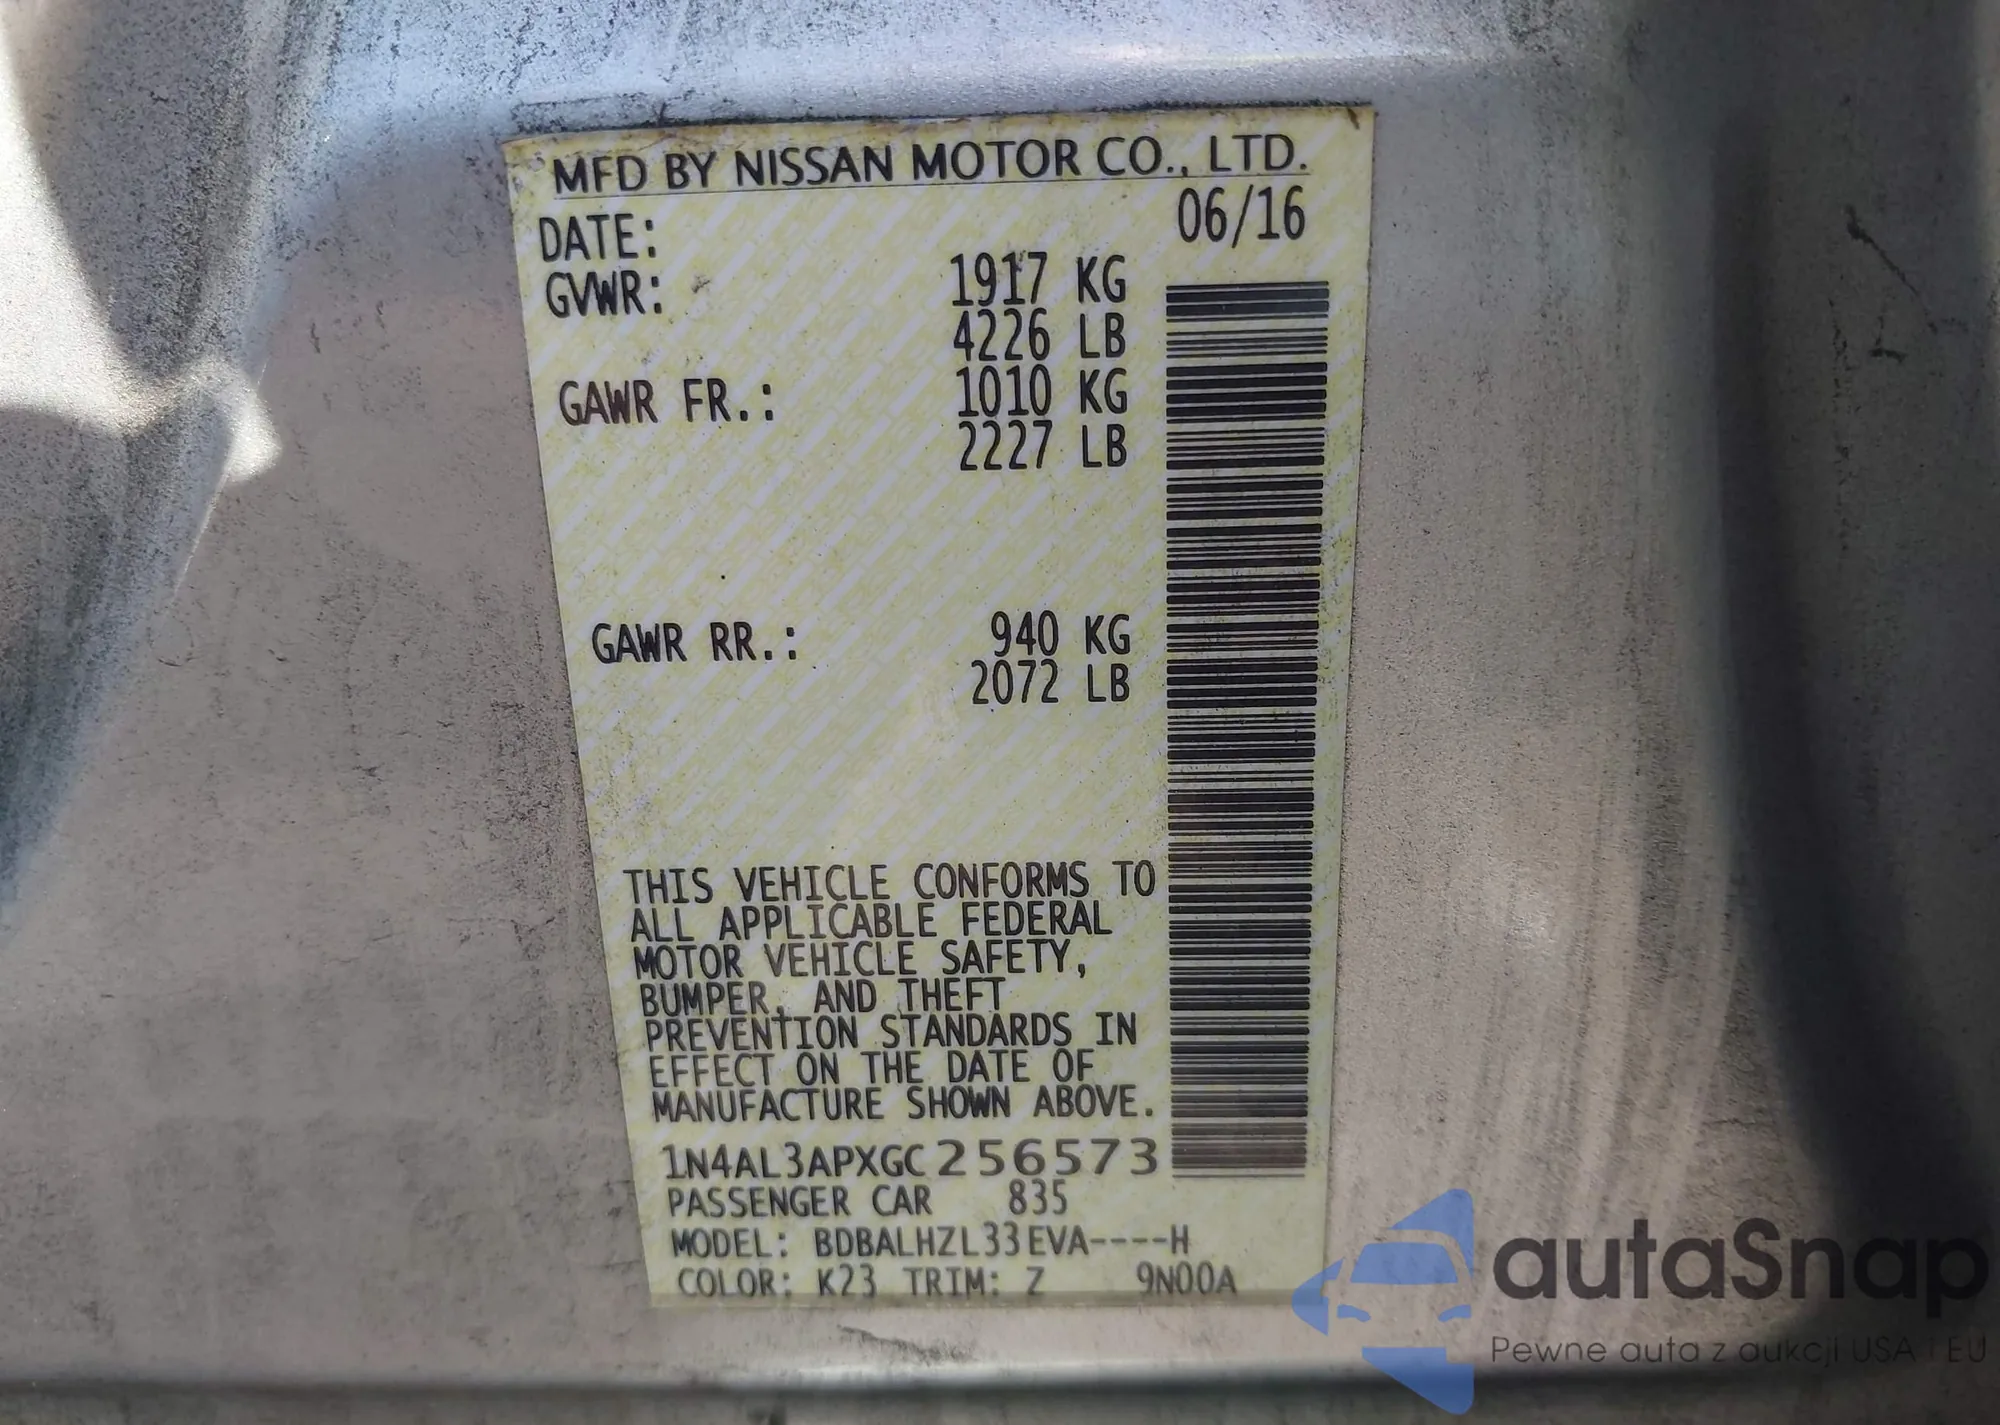 MFD BY NISSAN MOTOR CO., LTD.
DATE: 06/16
GVWR: 1917 KG
4226 LB
GAWR FR.: 1010 KG
2227 LB
GAWR RR.: 940 KG
2072 LB
THIS VEHICLE CONFORMS TO
ALL APPLICABLE FEDERAL
MOTOR VEHICLE SAFETY,
BUMPER, AND THEFT
PREVENTION STANDARDS IN
EFFECT ON THE DATE OF
MANUFACTURE SHOWN ABOVE.
1N4AL3APXGC256573
PASSENGER CAR 835
MODEL: BDBALHZL33EVA----H
COLOR: K23 TRIM: Z 9N00A
autaSnap
Pewne auta z aukcji USA i EU